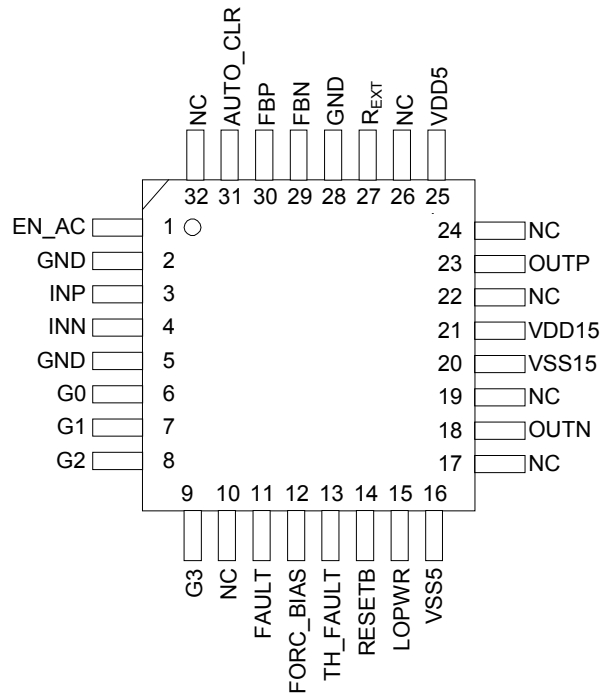 NC
AUTO_CLR
FBP
FBN
GND
REXT
NC
VDD5
32 31 30 29 28 27 26 25
EN_AC 1
GND 2
INP 3
INN 4
GND 5
G0 6
G1 7
G2 8
24 NC
23 OUTP
22 NC
21 VDD15
20 VSS15
19 NC
18 OUTN
17 NC
9 10 11 12 13 14 15 16
G3
NC
FAULT
FORC_BIAS
TH_FAULT
RESETB
LOPWR
VSS5